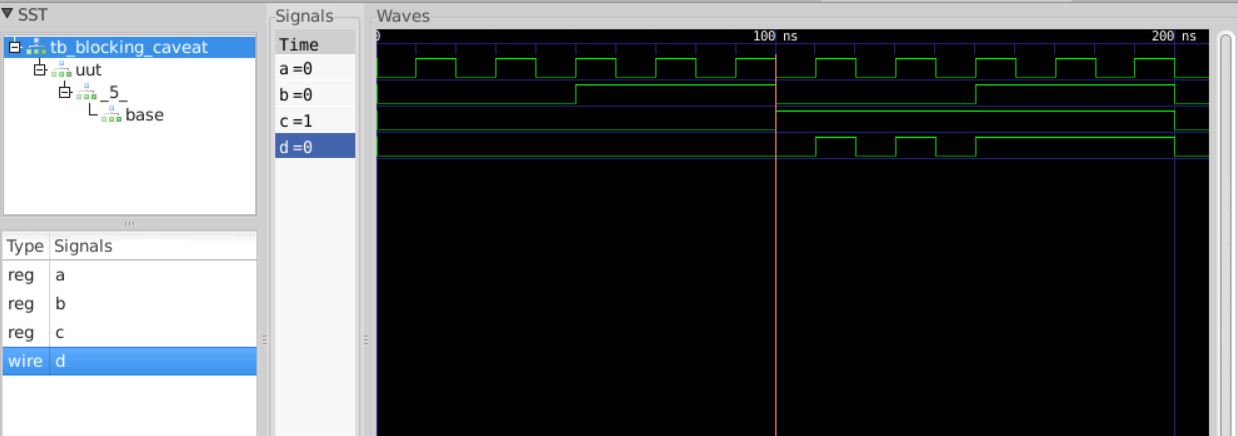 SST
tb_blocking_caveat
uut
_5_
base
Type Signals
reg a
reg b
reg c
wire d
Signals
Time
a=0
b=0
c=1
d=0
Waves
0 100 ns 200 ns